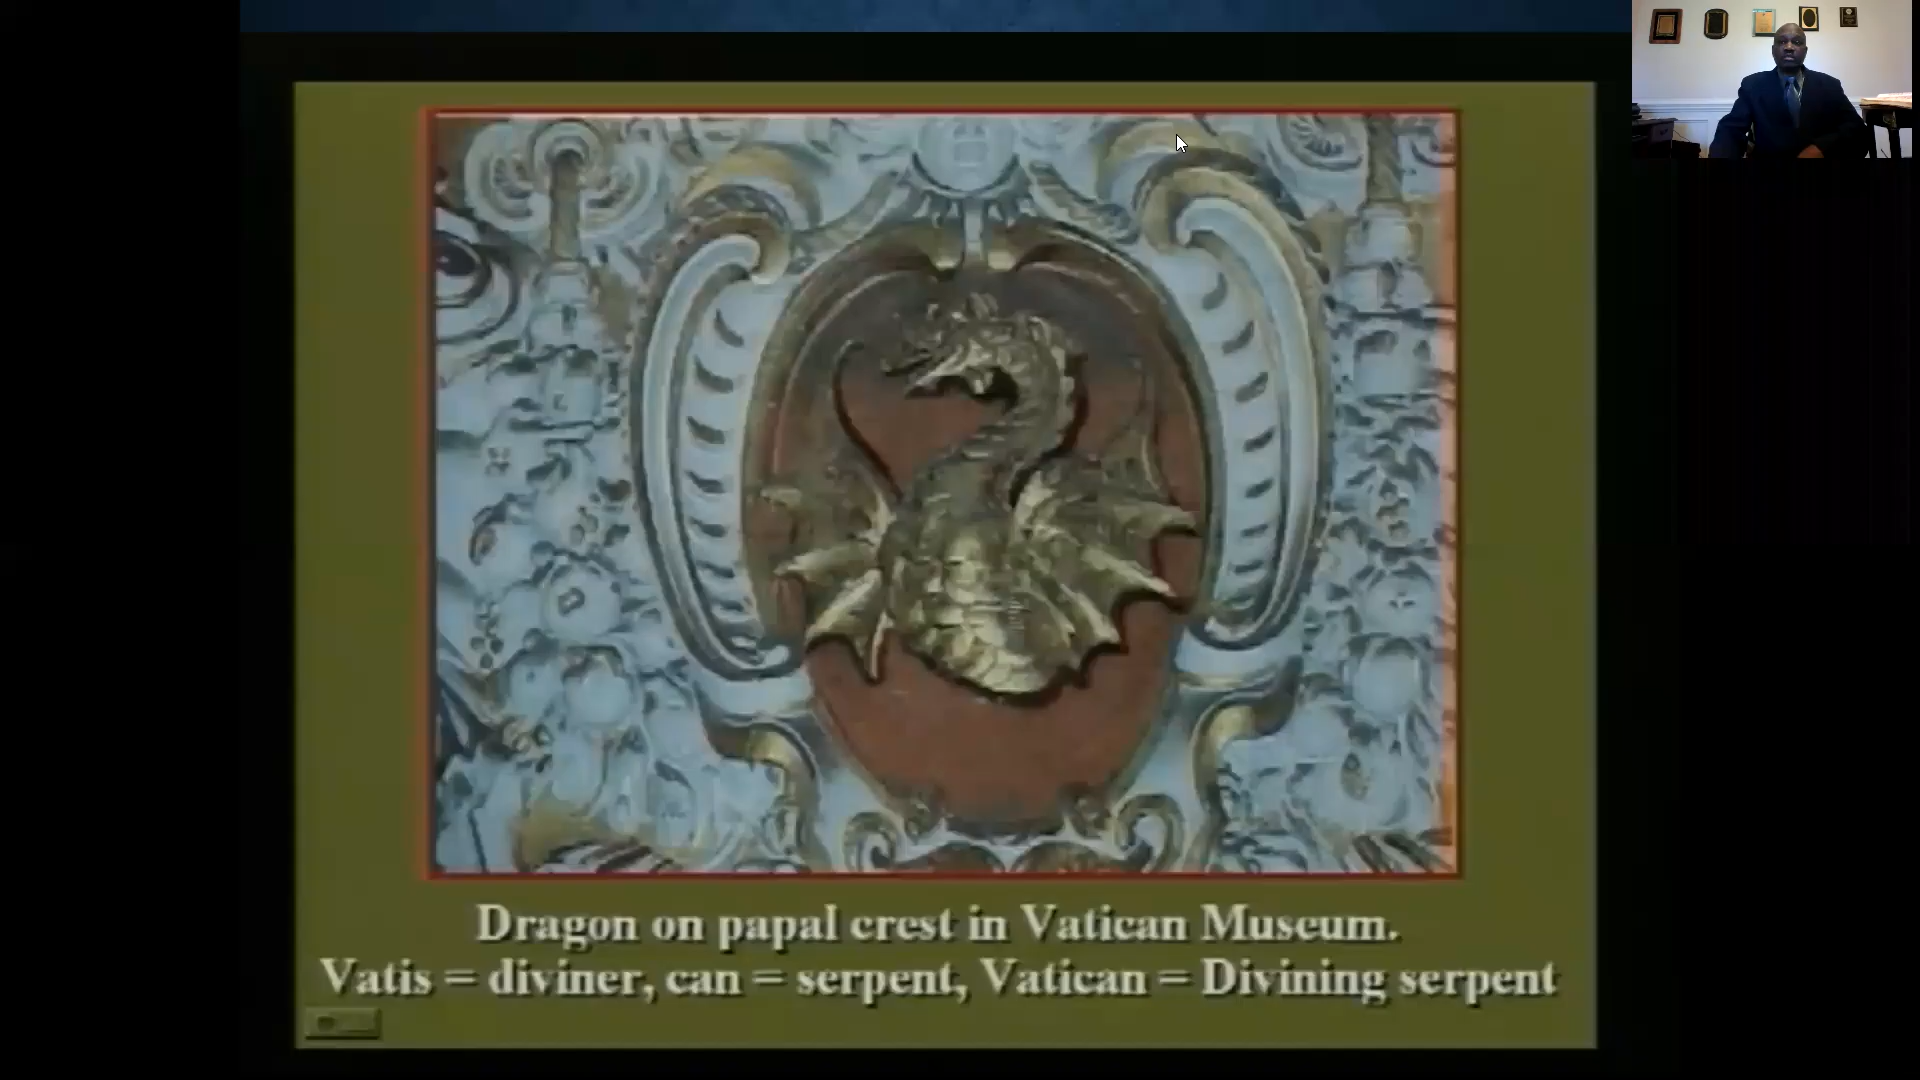 Dragon on papal crest in Vatican Museum.
Vatis = diviner, can = serpent, Vatican = Divining serpent